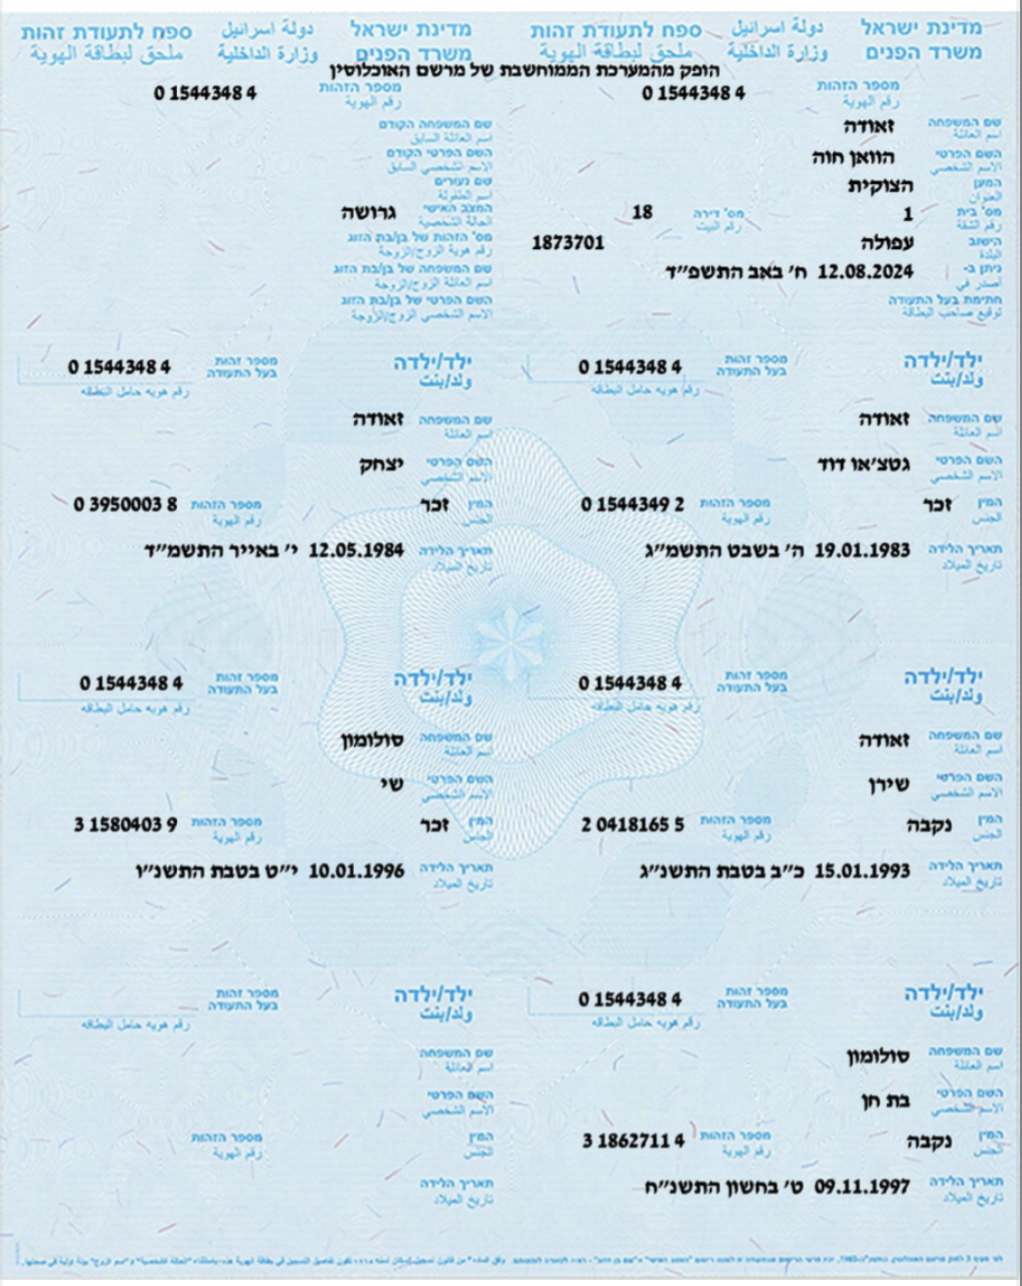 מדינת ישראל دولة اسرائيل ספח לתעודת זהות
משרד הפנים وزارة الداخلية ملحق لبطاقة الهوية
מדינת ישראל دولة اسرائيل ספח לתעודת זהות
משרד הפנים وزارة الداخلية ملحق لبطاقة الهوية
הופק מהמערכת הממוחשבת של מרשם האוכלוסין
מספר הזהות 0 1544348 4
رقم الهوية
שם המשפחה זאודה
اسم العائلة
השם הפרטי הוואן חוה
الاسم الشخصي
המען הצוקית
العنوان
מס' בית 1 מס' דירה 18
رقم الشقة رقم البيت
הישוב עפולה 1873701
البلدة
ניתן ב- 12.08.2024 ח' באב התשפ"ד
أصدر في
חתימת בעל התעודה
توقيع صاحب البطاقة
מספר הזהות 0 1544348 4
رقم الهوية
שם המשפחה הקודם
اسم العائلة السابق
השם הפרטי הקודם
الاسم الشخصي السابق
שם נעורים
اسم الطفولة
המצב האישי גרושה
الحالة الشخصية
מס' הזהות של בן/בת הזוג
رقم هوية الزوج/الزوجة
שם המשפחה של בן/בת הזוג
اسم عائلة الزوج/الزوجة
השם הפרטי של בן/בת הזוג
الاسم الشخصي الزوج/الزوجة
ילד/ילדה מספר זהות 0 1544348 4
ولد/بنت בעל התעודה
رقم هويه حامل البطاقه
שם המשפחה זאודה
اسم العائلة
השם הפרטי גטצ'או דוד
الاسم الشخصي
המין זכר מספר הזהות 0 1544349 2
الجنس رقم الهوية
תאריך הלידה 19.01.1983 ה' בשבט התשמ"ג
تاريخ الميلاد
ילד/ילדה מספר זהות 0 1544348 4
ولد/بنت בעל התעודה
رقم هويه حامل البطاقه
שם המשפחה זאודה
اسم العائلة
השם הפרטי יצחק
الاسم الشخصي
המין זכר מספר הזהות 0 3950003 8
الجنس رقم الهوية
תאריך הלידה 12.05.1984 י' באייר התשמ"ד
تاريخ الميلاد
ילד/ילדה מספר זהות 0 1544348 4
ولد/بنت בעל התעודה
رقم هويه حامل البطاقه
שם המשפחה זאודה
اسم العائلة
השם הפרטי שירן
الاسم الشخصي
המין נקבה מספר הזהות 2 0418165 5
الجنس رقم الهوية
תאריך הלידה 15.01.1993 כ"ב בטבת התשנ"ג
تاريخ الميلاد
ילד/ילדה מספר זהות 0 1544348 4
ولد/بنت בעל התעודה
رقم هويه حامل البطاقه
שם המשפחה סולומון
اسم العائلة
השם הפרטי שי
الاسم الشخصي
המין זכר מספר הזהות 3 1580403 9
الجنس رقم الهوية
תאריך הלידה 10.01.1996 י"ט בטבת התשנ"ו
تاريخ الميلاد
ילד/ילדה מספר זהות 0 1544348 4
ولد/بنت בעל התעודה
رقم هويه حامل البطاقه
שם המשפחה סולומון
اسم العائلة
השם הפרטי בת חן
الاسم الشخصي
המין נקבה מספר הזהות 3 1862711 4
الجنس رقم الهوية
תאריך הלידה 09.11.1997 ט' בחשון התשנ"ח
تاريخ الميلاد
ילד/ילדה מספר זהות
ولد/بنت בעל התעודה
رقم هويه حامل البطاقه
שם המשפחה
اسم العائلة
השם הפרטי
الاسم الشخصي
המין מספר הזהות
الجنس رقم الهوية
תאריך הלידה
تاريخ الميلاد